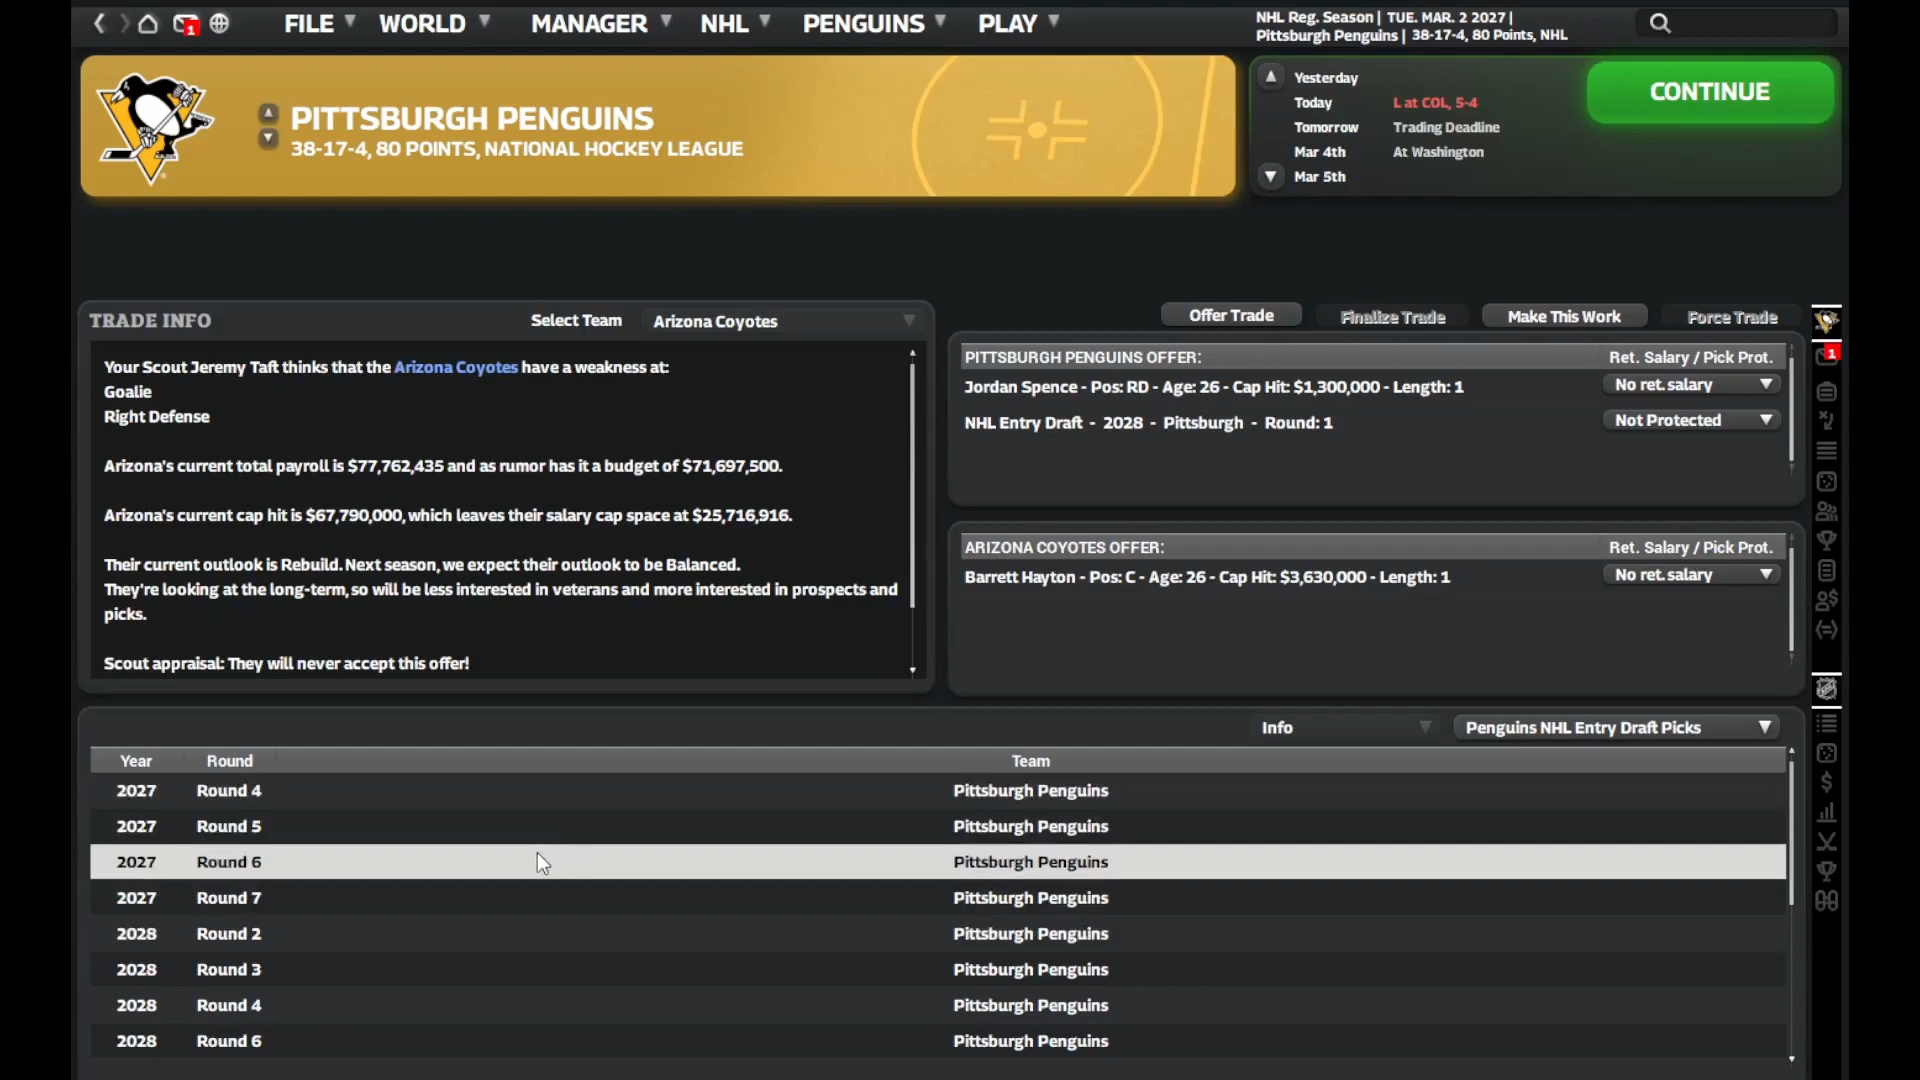 FILE WORLD MANAGER NHL PENGUINS PLAY
NHL Reg. Season | TUE. MAR. 2 2027 |
Pittsburgh Penguins | 38-17-4, 80 Points, NHL
1
PITTSBURGH PENGUINS
38-17-4, 80 POINTS, NATIONAL HOCKEY LEAGUE
Yesterday
Today L at COL, 5-4
Tomorrow Trading Deadline
Mar 4th At Washington
Mar 5th
CONTINUE
TRADE INFO Select Team Arizona Coyotes
Your Scout Jeremy Taft thinks that the Arizona Coyotes have a weakness at:
Goalie
Right Defense
Arizona's current total payroll is $77,762,435 and as rumor has it a budget of $71,697,500.
Arizona's current cap hit is $67,790,000, which leaves their salary cap space at $25,716,916.
Their current outlook is Rebuild. Next season, we expect their outlook to be Balanced.
They're looking at the long-term, so will be less interested in veterans and more interested in prospects and
picks.
Scout appraisal: They will never accept this offer!
Offer Trade Finalize Trade Make This Work Force Trade
PITTSBURGH PENGUINS OFFER: Ret. Salary / Pick Prot.
Jordan Spence - Pos: RD - Age: 26 - Cap Hit: $1,300,000 - Length: 1 No ret. salary
NHL Entry Draft - 2028 - Pittsburgh - Round: 1 Not Protected
ARIZONA COYOTES OFFER: Ret. Salary / Pick Prot.
Barrett Hayton - Pos: C - Age: 26 - Cap Hit: $3,630,000 - Length: 1 No ret. salary
1
Info Penguins NHL Entry Draft Picks
Year Round Team
2027 Round 4 Pittsburgh Penguins
2027 Round 5 Pittsburgh Penguins
2027 Round 6 Pittsburgh Penguins
2027 Round 7 Pittsburgh Penguins
2028 Round 2 Pittsburgh Penguins
2028 Round 3 Pittsburgh Penguins
2028 Round 4 Pittsburgh Penguins
2028 Round 6 Pittsburgh Penguins